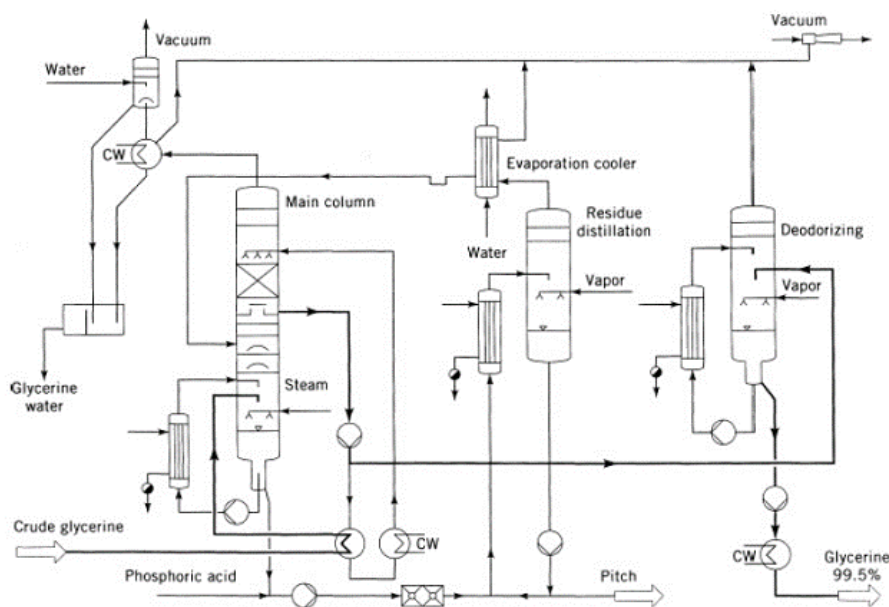 Vacuum
Vacuum
Water
CW
Evaporation cooler
Main column
Residue
distillation
Deodorizing
Water
Vapor
Vapor
Glycerine
water
Steam
Crude glycerine
CW
CW
Glycerine
99.5%
Phosphoric acid
Pitch